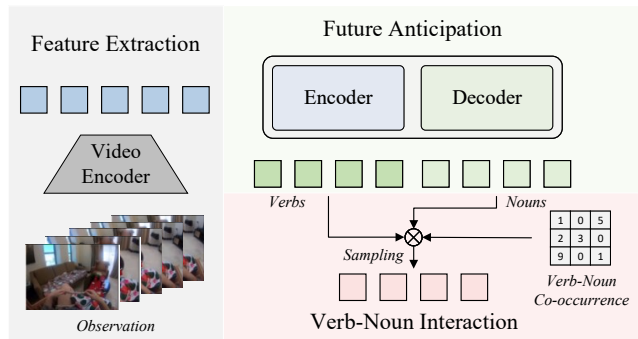 Feature Extraction
Video
Encoder
Observation
Future Anticipation
Encoder
Decoder
Verbs
Nouns
Sampling
1 0 5
2 3 0
9 0 1
Verb-Noun
Co-occurrence
Verb-Noun Interaction